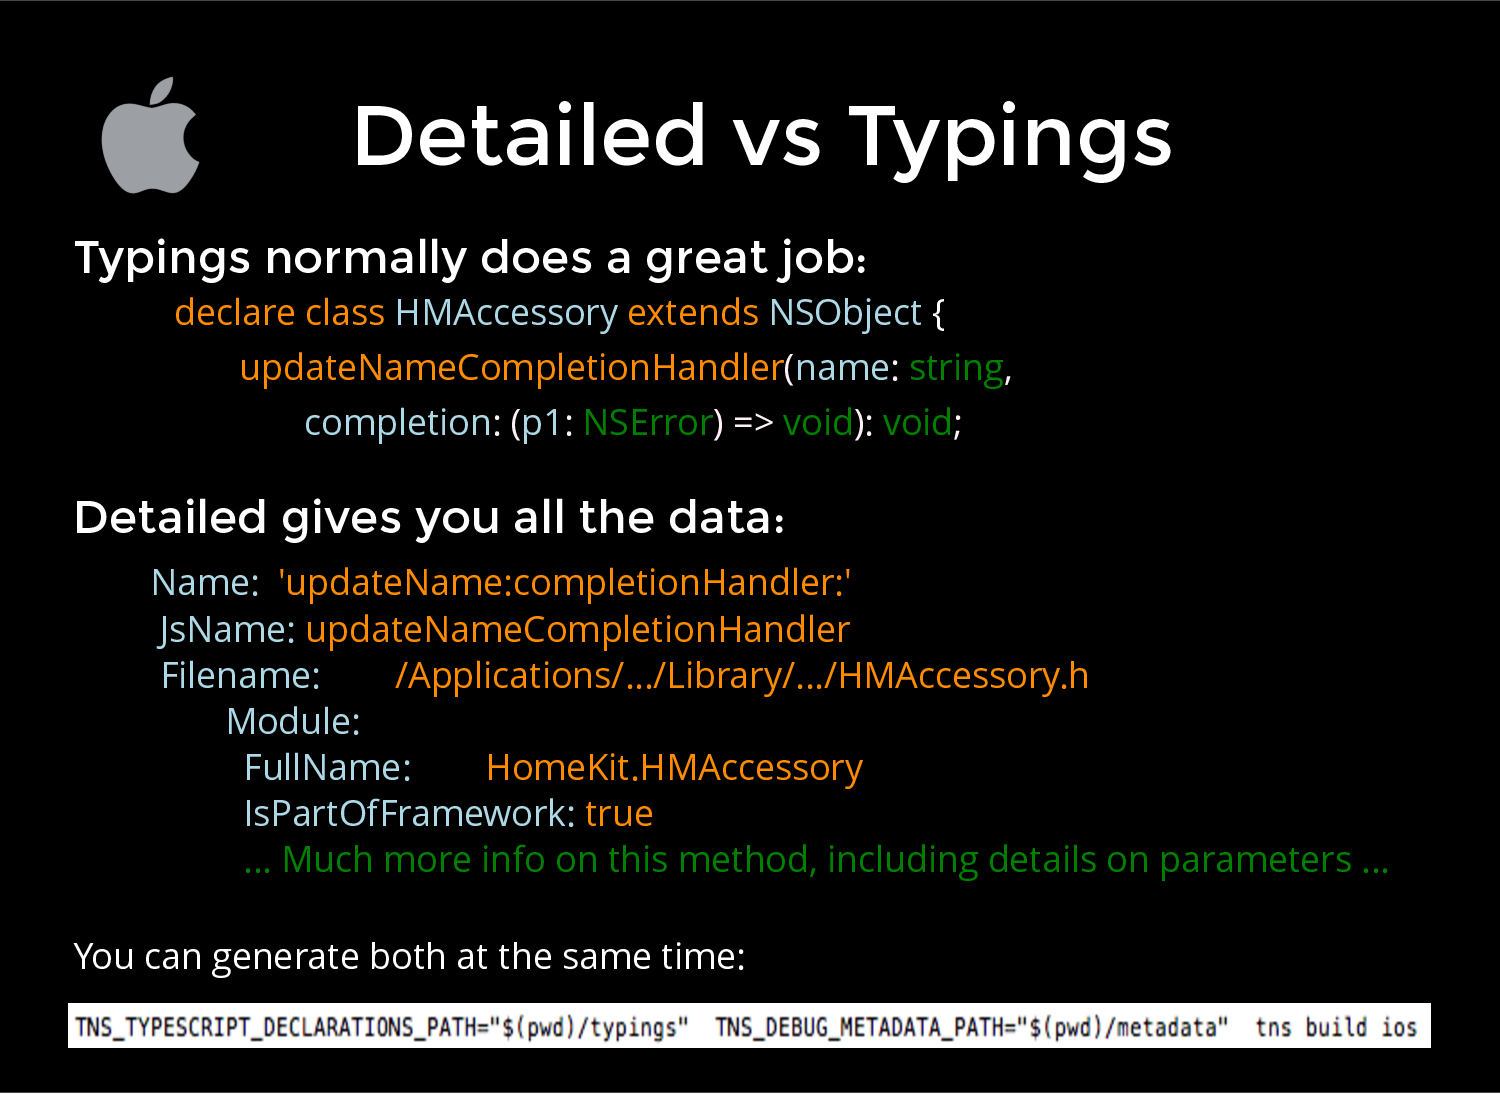 Detailed vs Typings
Typings normally does a great job:
declare class HMAccessory extends NSObject {
updateNameCompletionHandler(name: string,
completion: (p1: NSError) => void): void;
Detailed gives you all the data:
Name: 'updateName:completionHandler:'
JsName: updateNameCompletionHandler
Filename: /Applications/.../Library/.../HMAccessory.h
Module:
FullName: HomeKit.HMAccessory
IsPartOfFramework: true
... Much more info on this method, including details on parameters ...
You can generate both at the same time:
TNS_TYPESCRIPT_DECLARATIONS_PATH="$(pwd)/typings" TNS_DEBUG_METADATA_PATH="$(pwd)/metadata" tns build ios